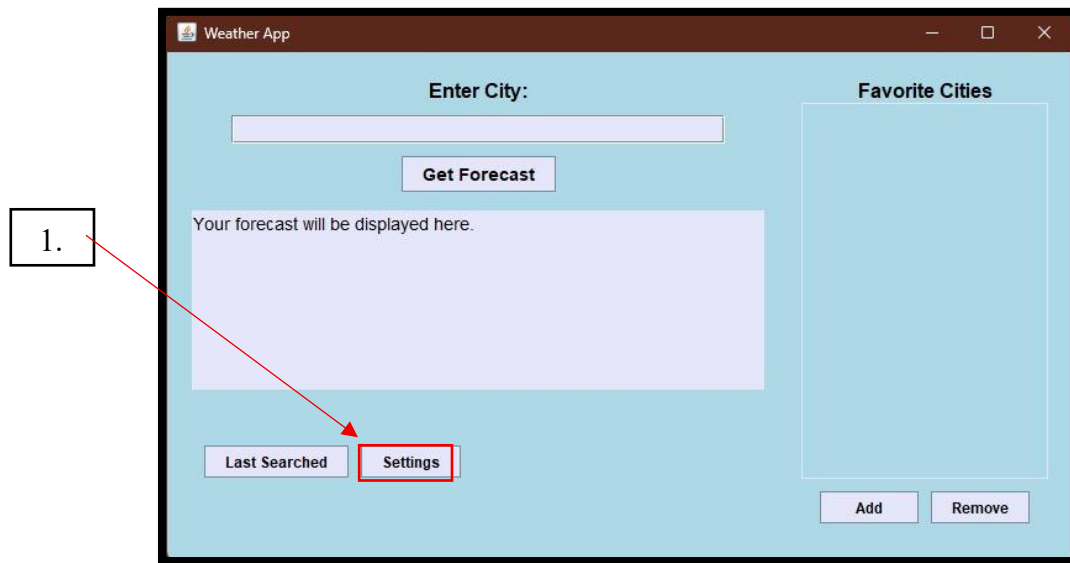 Weather App
Enter City:
Favorite Cities
Get Forecast
Your forecast will be displayed here.
1.
Last Searched
Settings
Add
Remove